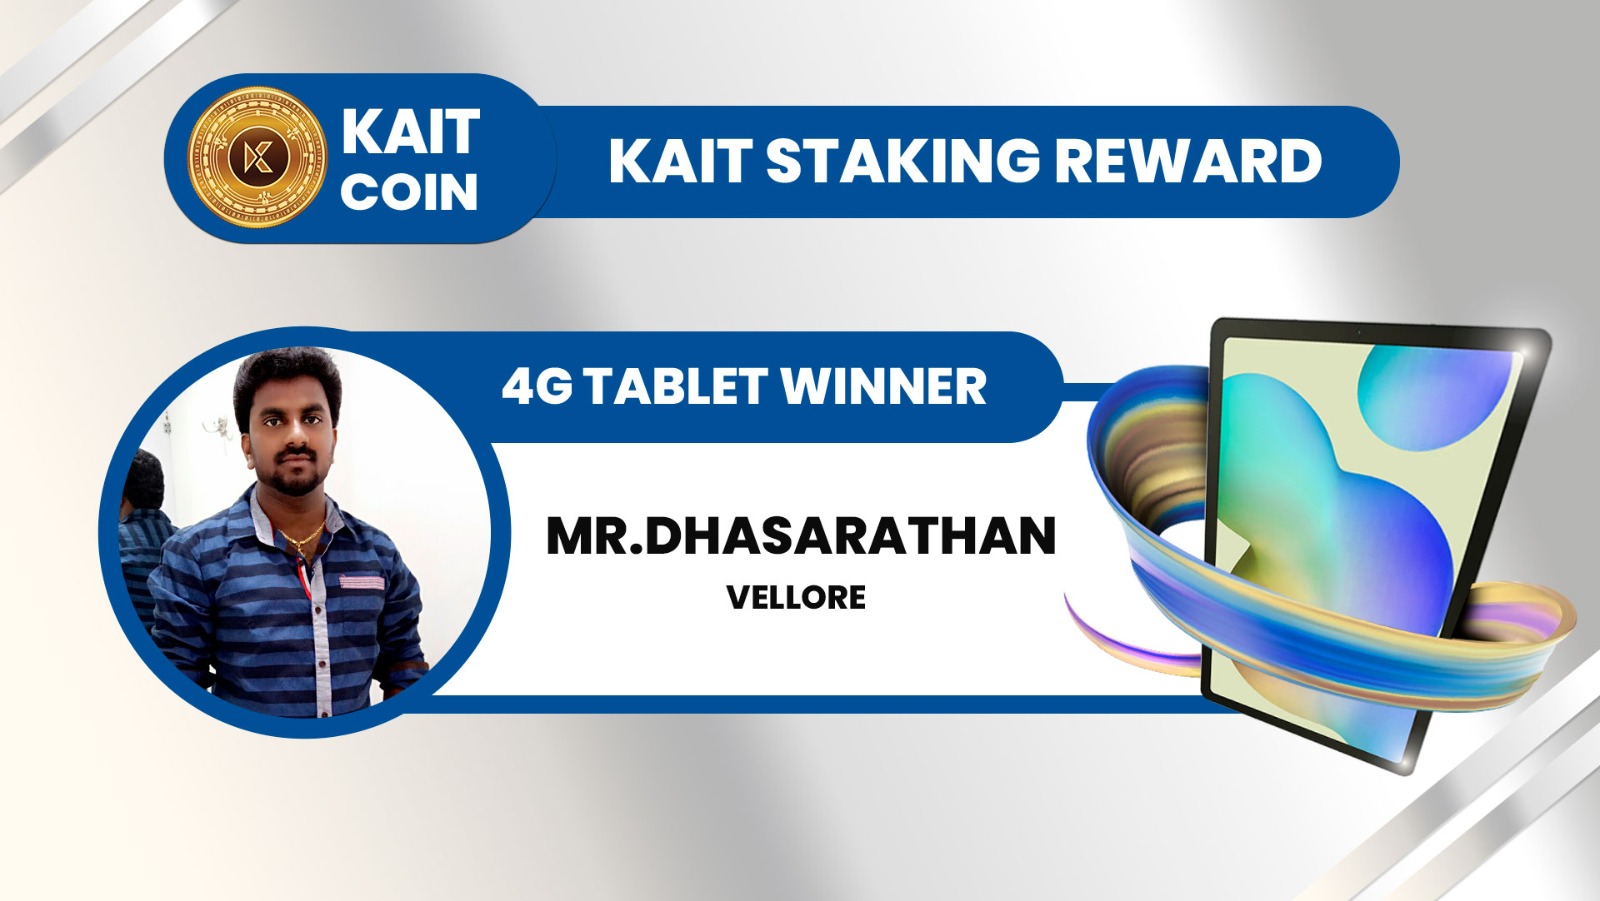 KAIT
COIN
KAIT STAKING REWARD
4G TABLET WINNER
MR.DHASARATHAN
VELLORE